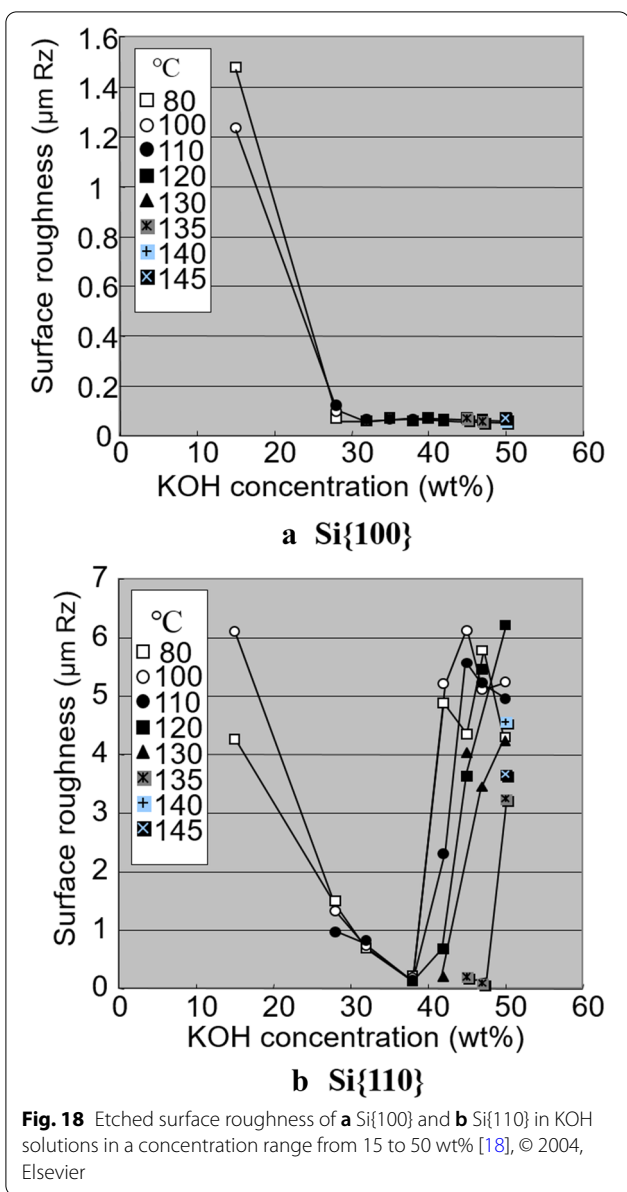 1.6
1.4
1.2
1
0.8
0.6
0.4
0.2
0
Surface roughness (μm Rz)
°C
80
100
110
120
130
135
140
145
0 10 20 30 40 50 60
KOH concentration (wt%)
a Si{100}
7
6
5
4
3
2
1
0
Surface roughness (μm Rz)
°C
80
100
110
120
130
135
140
145
0 10 20 30 40 50 60
KOH concentration (wt%)
b Si{110}
Fig. 18 Etched surface roughness of a Si{100} and b Si{110} in KOH
solutions in a concentration range from 15 to 50 wt% [18], © 2004,
Elsevier